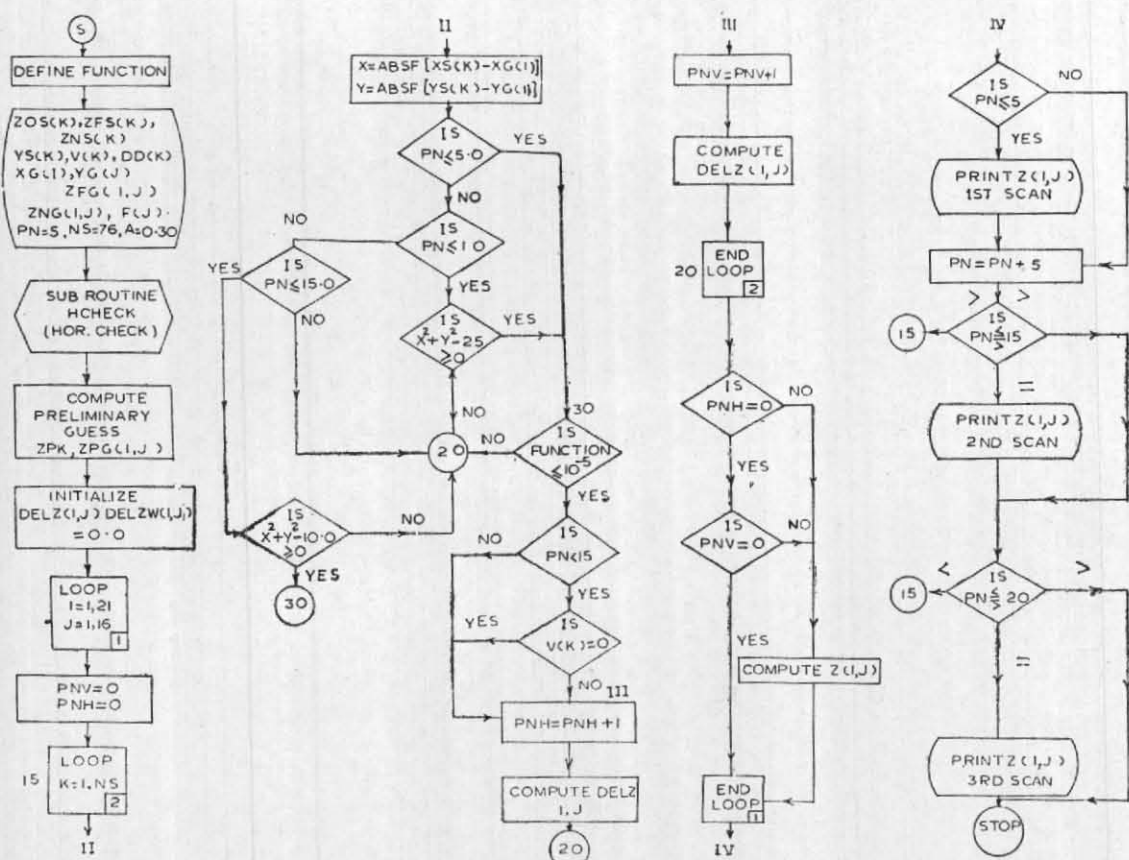 S
DEFINE FUNCTION
ZOS(K),ZFS(K),
ZNS(K)
YS(K),V(K),DD(K)
XG(I),YG(J)
ZFG(I,J)
ZNG(I,J), F(J).
PN=5,NS=76,A=0·30
SUB ROUTINE
HCHECK
(HOR. CHECK)
COMPUTE
PRELIMINARY
GUESS
ZPK, ZPG(I,J)
INITIALIZE
DELZ(I,J) DELZW(I,J)
=0·0
LOOP
I=1,21
J=1,16
1
PNV=0
PNH=0
15
LOOP
K=1,NS
2
II
II
X=ABSF[XS(K)-XG(I)]
Y=ABSF[YS(K)-YG(I)]
IS
PN≤5·0
YES
NO
IS
PN≤10
NO
YES
IS
PN≤15·0
YES
NO
IS
X²+Y²-25
≥0
YES
NO
20
30
IS
FUNCTION
≤10⁻⁵
NO
YES
IS
X²+Y²-10·0
≥0
NO
YES
30
IS
PN<15
NO
YES
IS
V(K)=0
YES
NO
III
PNH=PNH+1
COMPUTE DELZ
I,J
20
III
PNV=PNV+1
COMPUTE
DELZ(I,J)
20
END
LOOP
2
IS
PNH=0
NO
YES
IS
PNV=0
NO
YES
COMPUTE Z(I,J)
END
LOOP
1
IV
IV
IS
PN≤5
NO
YES
PRINT Z(I,J)
1ST SCAN
PN=PN+5
> >
15
IS
PN≦>15
=
PRINT Z(I,J)
2ND SCAN
< >
15
IS
PN≦>20
=
PRINT Z(I,J)
3RD SCAN
STOP